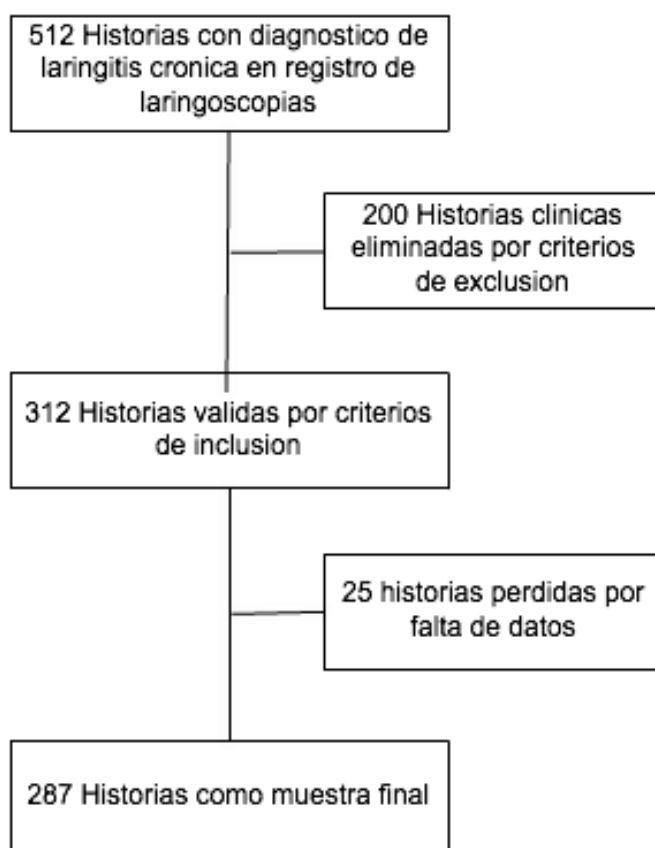 512 Historias con diagnostico de
laringitis cronica en registro de
laringoscopias
200 Historias clinicas
eliminadas por criterios
de exclusion
312 Historias validas por criterios
de inclusion
25 historias perdidas por
falta de datos
287 Historias como muestra final